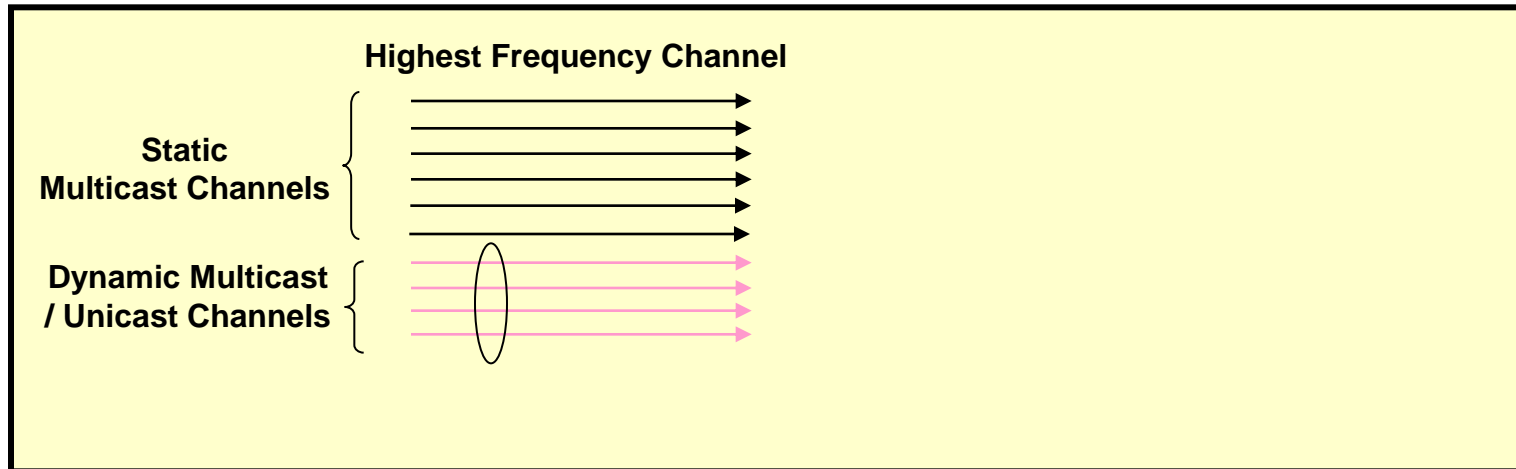 Highest Frequency Channel
Static
Multicast Channels
Dynamic Multicast
/ Unicast Channels